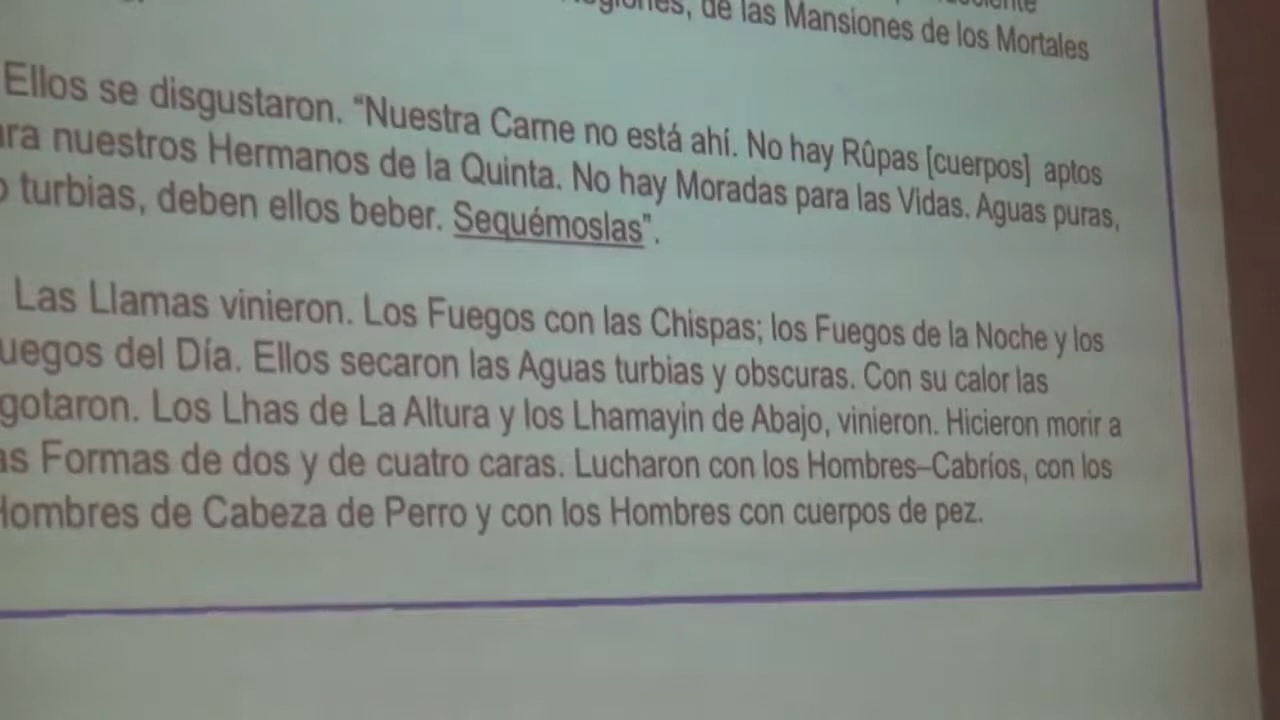 de las Mansiones de los Mortales
Ellos se disgustaron. “Nuestra Carne no está ahí. No hay Rûpas [cuerpos] aptos
ara nuestros Hermanos de la Quinta. No hay Moradas para las Vidas. Aguas puras,
o turbias, deben ellos beber. Sequémoslas”.
Las Llamas vinieron. Los Fuegos con las Chispas; los Fuegos de la Noche y los
uegos del Día. Ellos secaron las Aguas turbias y obscuras. Con su calor las
gotaron. Los Lhas de La Altura y los Lhamayin de Abajo, vinieron. Hicieron morir a
as Formas de dos y de cuatro caras. Lucharon con los Hombres–Cabríos, con los
Hombres de Cabeza de Perro y con los Hombres con cuerpos de pez.